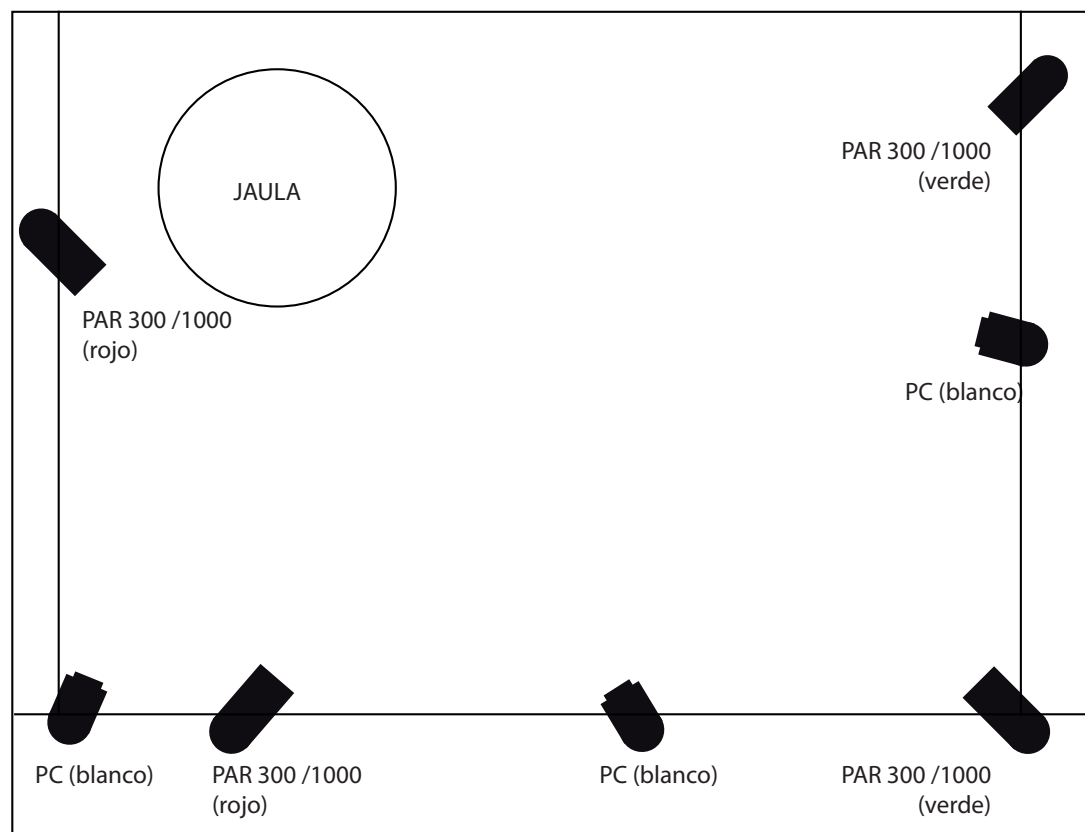 JAULA
PAR 300 /1000
(verde)
PAR 300 /1000
(rojo)
PC (blanco)
PC (blanco)
PAR 300 /1000
(rojo)
PC (blanco)
PAR 300 /1000
(verde)